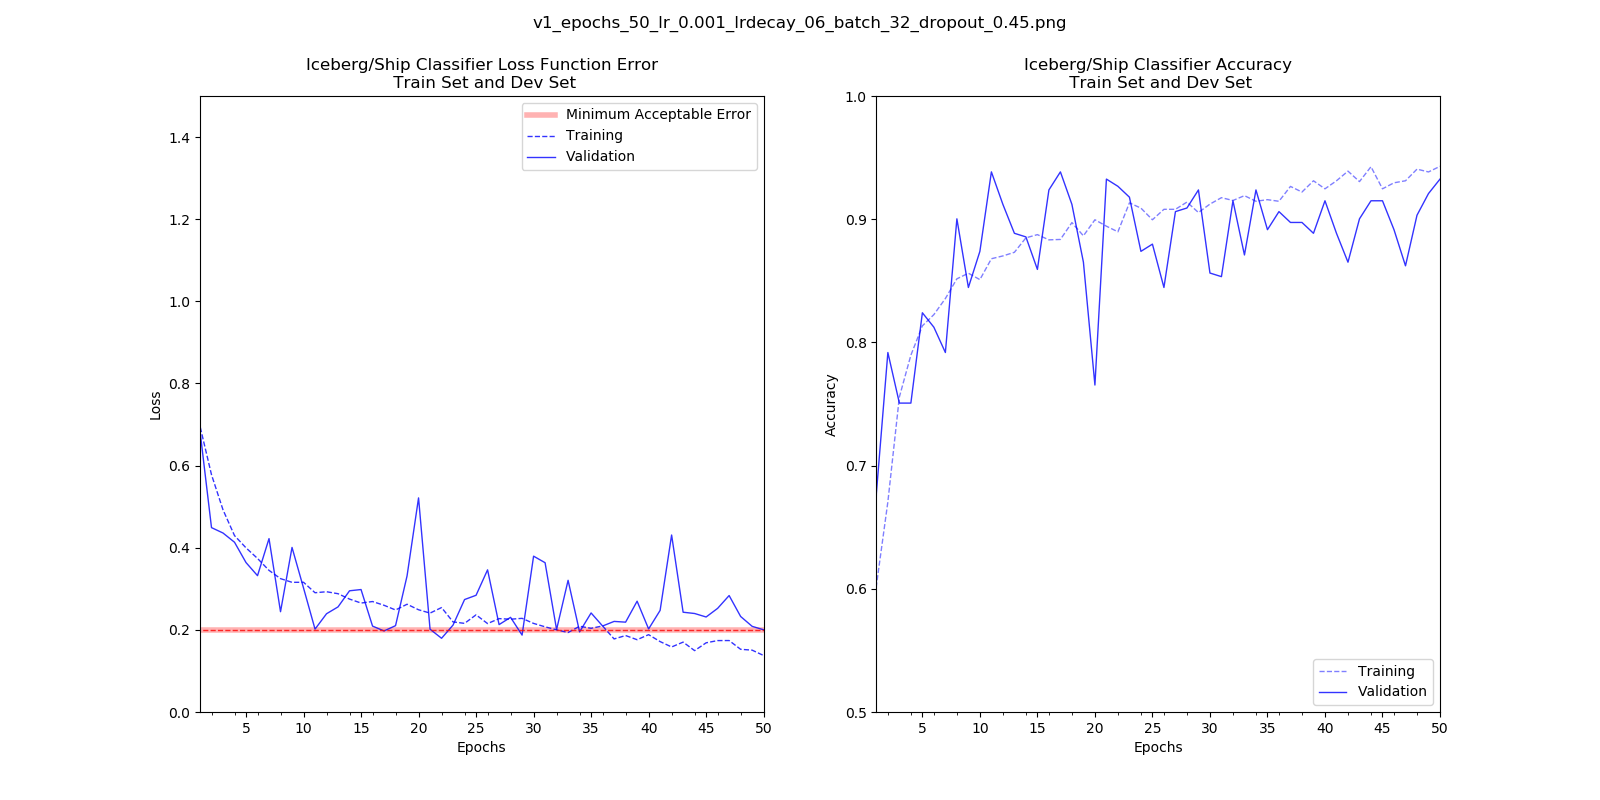 v1_epochs_50_lr_0.001_lrdecay_06_batch_32_dropout_0.45.png
Iceberg/Ship Classifier Loss Function Error
Train Set and Dev Set
Minimum Acceptable Error
Training
Validation
1.4
1.2
1.0
0.8
0.6
0.4
0.2
0.0
Loss
5 10 15 20 25 30 35 40 45 50
Epochs
Iceberg/Ship Classifier Accuracy
Train Set and Dev Set
1.0
0.9
0.8
0.7
0.6
0.5
Accuracy
Training
Validation
5 10 15 20 25 30 35 40 45 50
Epochs